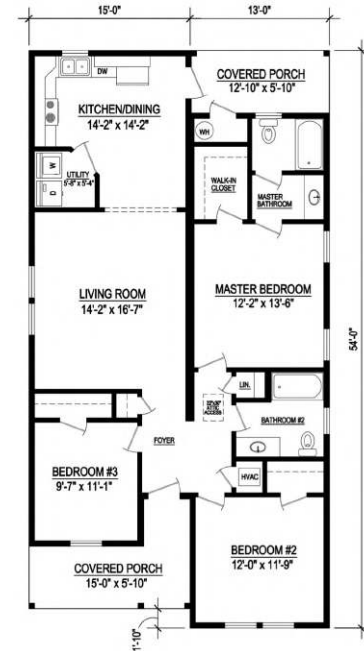 15'-0"
13'-0"
DW
COVERED PORCH
12'-10" x 5'-10"
KITCHEN/DINING
14'-2" x 14'-2"
WH
W
D
UTILITY
5'-8" x 5'-4"
WALK-IN
CLOSET
MASTER
BATHROOM
LIVING ROOM
14'-2" x 16'-7"
MASTER BEDROOM
12'-2" x 13'-6"
54'-0"
LIN.
ATTIC
ACCESS
BATHROOM #2
FOYER
BEDROOM #3
9'-7" x 11'-1"
HVAC
BEDROOM #2
12'-0" x 11'-9"
COVERED PORCH
15'-0" x 5'-10"
1'-10"